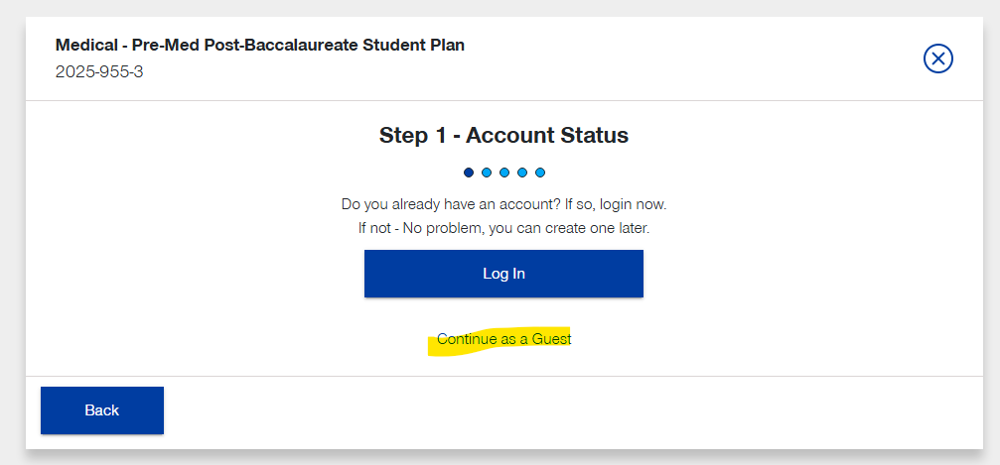 Medical - Pre-Med Post-Baccalaureate Student Plan
2025-955-3
Step 1 - Account Status
Do you already have an account? If so, login now.
If not - No problem, you can create one later.
Log In
Continue as a Guest
Back